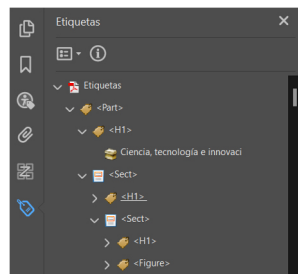 Etiquetas
Etiquetas
<Part>
<H1>
Ciencia, tecnología e innovaci
<Sect>
<H1>
<Sect>
<H1>
<Figure>